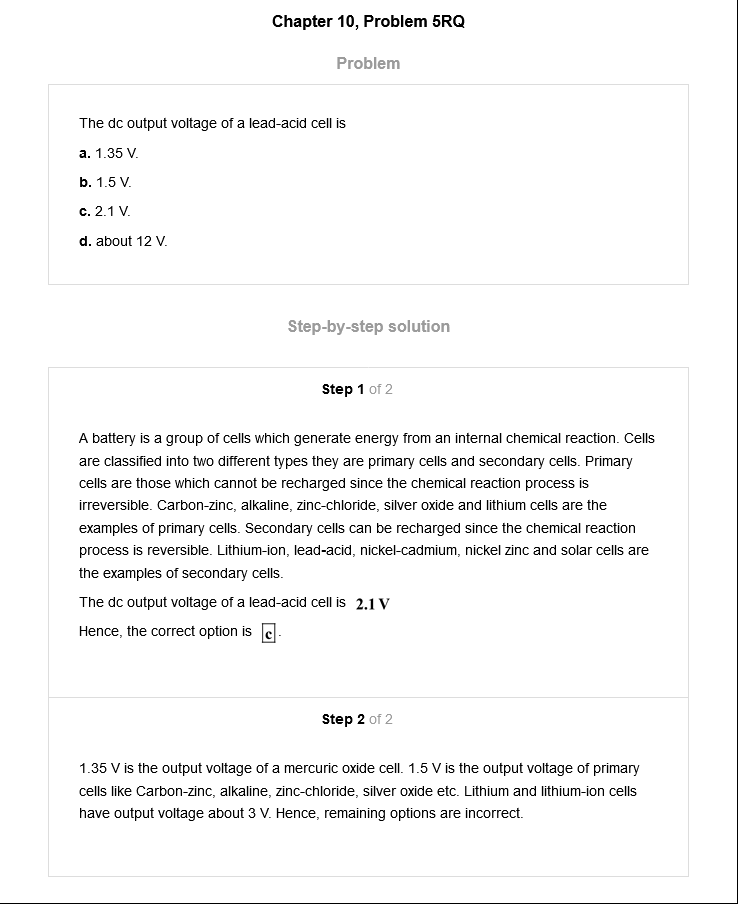 Chapter 10, Problem 5RQ
Problem
The dc output voltage of a lead-acid cell is
a. 1.35 V.
b. 1.5 V.
c. 2.1 V.
d. about 12 V.
Step-by-step solution
Step 1 of 2
A battery is a group of cells which generate energy from an internal chemical reaction. Cells
are classified into two different types they are primary cells and secondary cells. Primary
cells are those which cannot be recharged since the chemical reaction process is
irreversible. Carbon-zinc, alkaline, zinc-chloride, silver oxide and lithium cells are the
examples of primary cells. Secondary cells can be recharged since the chemical reaction
process is reversible. Lithium-ion, lead-acid, nickel-cadmium, nickel zinc and solar cells are
the examples of secondary cells.
The dc output voltage of a lead-acid cell is 2.1 V
Hence, the correct option is c.
Step 2 of 2
1.35 V is the output voltage of a mercuric oxide cell. 1.5 V is the output voltage of primary
cells like Carbon-zinc, alkaline, zinc-chloride, silver oxide etc. Lithium and lithium-ion cells
have output voltage about 3 V. Hence, remaining options are incorrect.